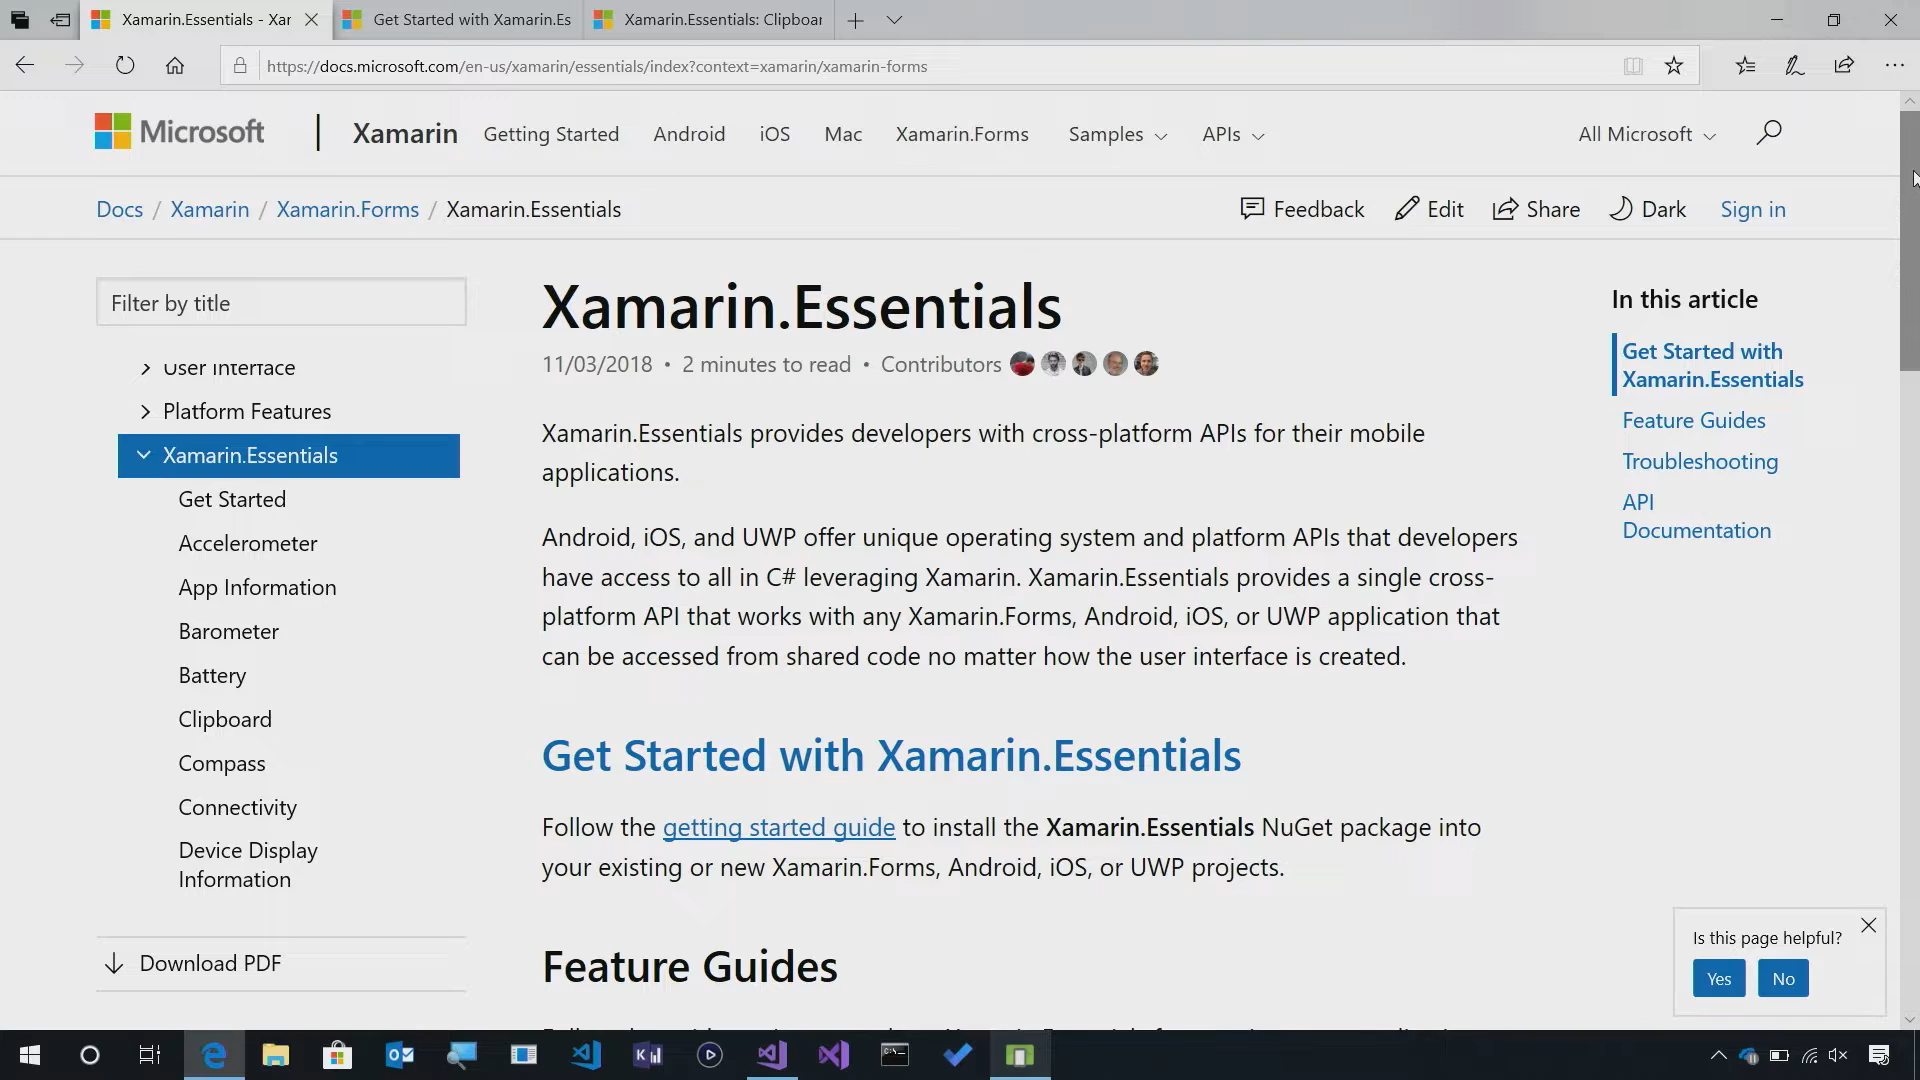 Xamarin.Essentials - Xar
Get Started with Xamarin.Es
Xamarin.Essentials: Clipboar
https://docs.microsoft.com/en-us/xamarin/essentials/index?context=xamarin/xamarin-forms
Microsoft
Xamarin
Getting Started
Android
iOS
Mac
Xamarin.Forms
Samples
APIs
All Microsoft
Docs / Xamarin / Xamarin.Forms / Xamarin.Essentials
Feedback
Edit
Share
Dark
Sign in
Filter by title
User Interface
Platform Features
Xamarin.Essentials
Get Started
Accelerometer
App Information
Barometer
Battery
Clipboard
Compass
Connectivity
Device Display
Information
Download PDF
Xamarin.Essentials
11/03/2018 • 2 minutes to read • Contributors
Xamarin.Essentials provides developers with cross-platform APIs for their mobile
applications.
Android, iOS, and UWP offer unique operating system and platform APIs that developers
have access to all in C# leveraging Xamarin. Xamarin.Essentials provides a single cross-
platform API that works with any Xamarin.Forms, Android, iOS, or UWP application that
can be accessed from shared code no matter how the user interface is created.
Get Started with Xamarin.Essentials
Follow the getting started guide to install the Xamarin.Essentials NuGet package into
your existing or new Xamarin.Forms, Android, iOS, or UWP projects.
Feature Guides
In this article
Get Started with
Xamarin.Essentials
Feature Guides
Troubleshooting
API
Documentation
Is this page helpful?
Yes
No